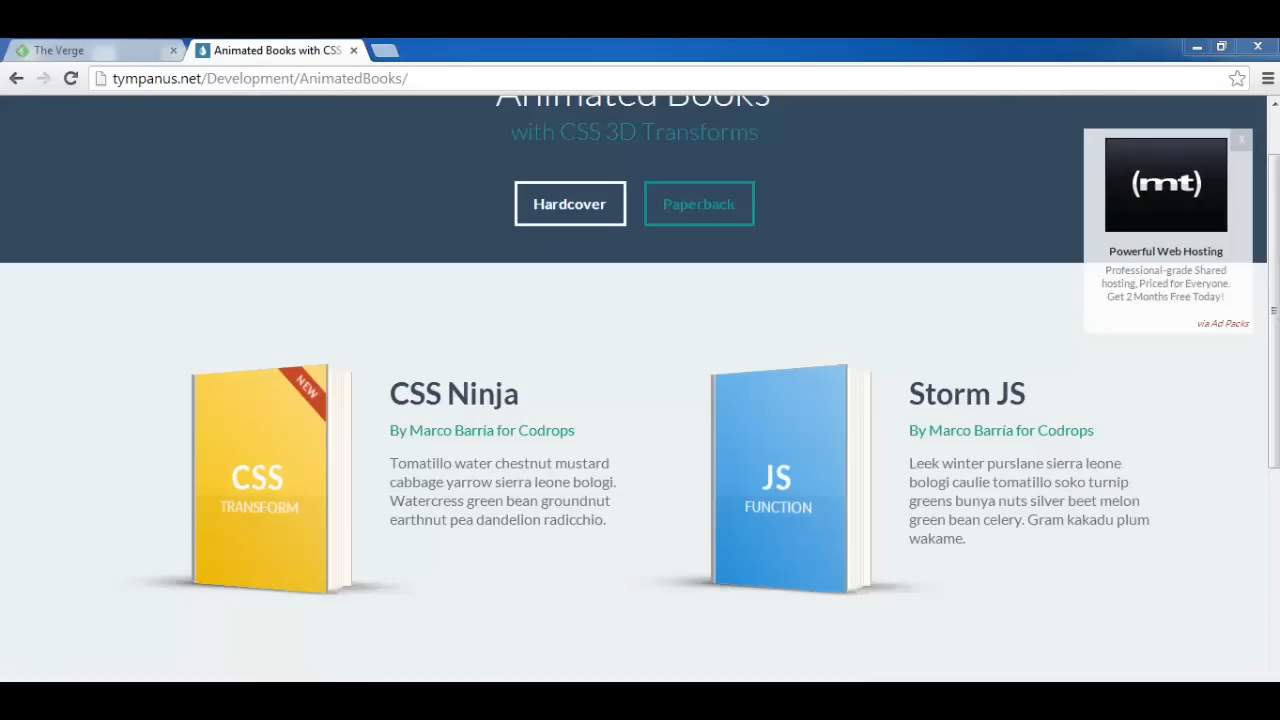 The Verge
Animated Books with CSS
tympanus.net/Development/AnimatedBooks/
Animated Books
with CSS 3D Transforms
Hardcover
Paperback
X
(mt)
Powerful Web Hosting
Professional-grade Shared
hosting, Priced for Everyone.
Get 2 Months Free Today!
via Ad Packs
NEW
CSS
TRANSFORM
CSS Ninja
By Marco Barría for Codrops
Tomatillo water chestnut mustard
cabbage yarrow sierra leone bologi.
Watercress green bean groundnut
earthnut pea dandelion radicchio.
JS
FUNCTION
Storm JS
By Marco Barría for Codrops
Leek winter purslane sierra leone
bologi caulie tomatillo soko turnip
greens bunya nuts silver beet melon
green bean celery. Gram kakadu plum
wakame.